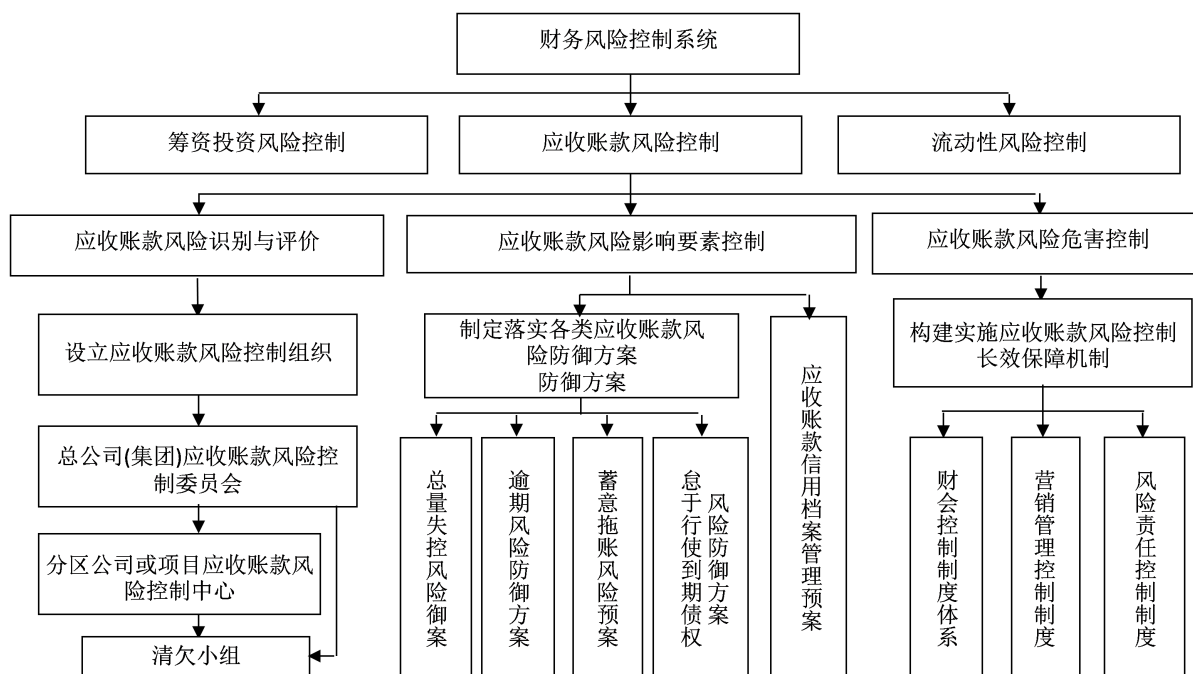 财务风险控制系统
筹资投资风险控制
应收账款风险控制
流动性风险控制
应收账款风险识别与评价
应收账款风险影响要素控制
应收账款风险危害控制
设立应收账款风险控制组织
制定落实各类应收账款风
险防御方案
防御方案
应收账款信用档案管理预案
构建实施应收账款风险控制
长效保障机制
总公司(集团)应收账款风险控
制委员会
分区公司或项目应收账款风
险控制中心
清欠小组
总量失控风险御案
逾期风险防御方案
蓄意拖账风险预案
怠于行使到期债权
风险防御方案
财会控制制度体系
营销管理控制制度
风险责任控制制度